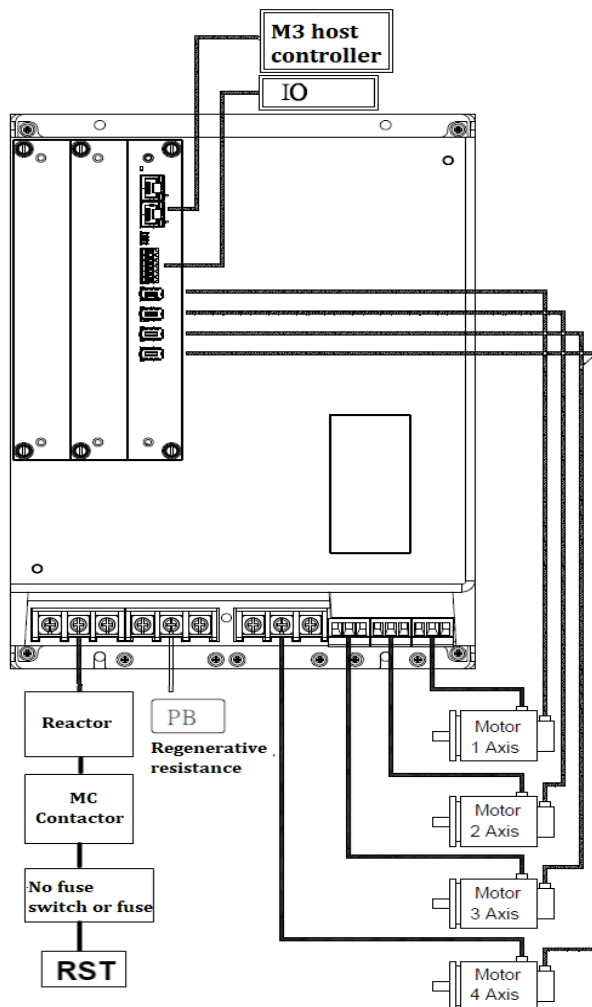 M3 host
controller
IO
Reactor
PB
Regenerative
resistance
MC
Contactor
No fuse
switch or fuse
RST
Motor
1 Axis
Motor
2 Axis
Motor
3 Axis
Motor
4 Axis